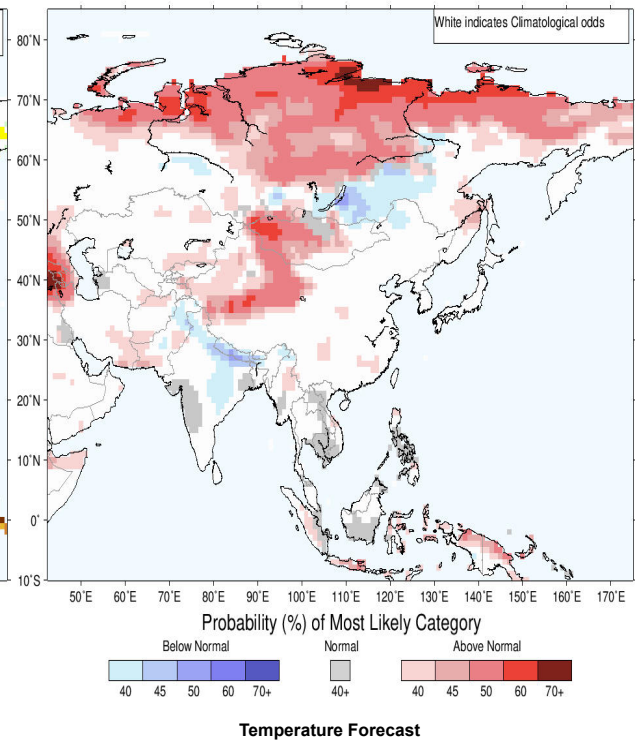 White indicates Climatological odds
80°N
70°N
60°N
50°N
40°N
30°N
20°N
10°N
0°
10°S
50°E 60°E 70°E 80°E 90°E 100°E 110°E 120°E 130°E 140°E 150°E 160°E 170°E
Probability (%) of Most Likely Category
Below Normal Normal Above Normal
40 45 50 60 70+ 40+ 40 45 50 60 70+
Temperature Forecast